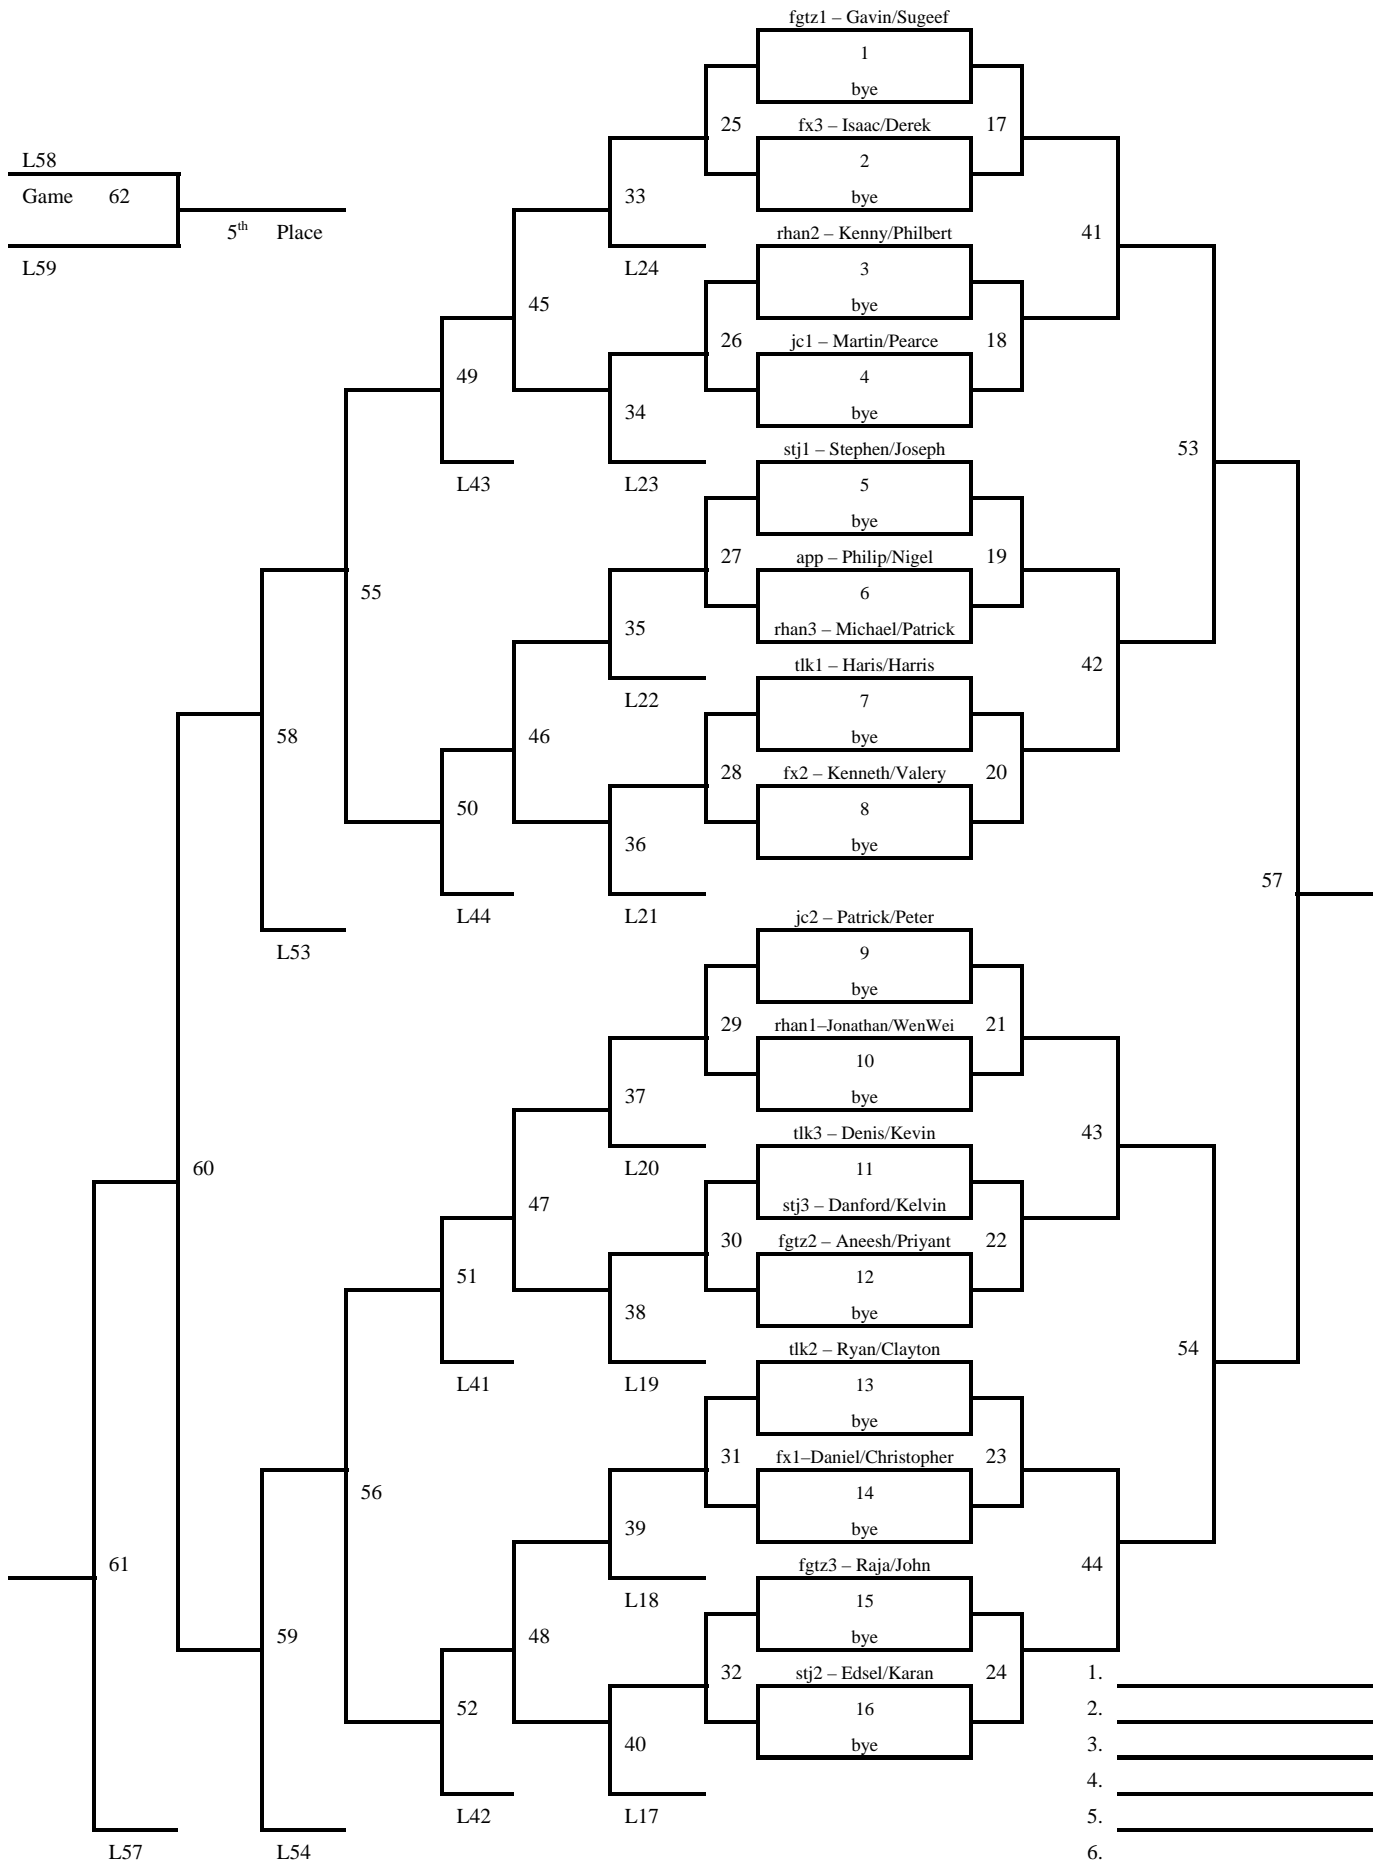 fgtz1 – Gavin/Sugeef
1
bye
25 fx3 – Isaac/Derek 17
L58 2
Game 62 33 bye
5th Place rhan2 – Kenny/Philbert 41
L59 L24 3
45 bye
26 jc1 – Martin/Pearce 18
49 4
34 bye
stj1 – Stephen/Joseph 53
L43 L23 5
bye
27 app – Philip/Nigel 19
55 6
35 rhan3 – Michael/Patrick
tlk1 – Haris/Harris 42
L22 7
58 46 bye
28 fx2 – Kenneth/Valery 20
50 8
36 bye
57
L44 L21 jc2 – Patrick/Peter
L53 9
bye
29 rhan1–Jonathan/WenWei 21
10
37 bye
tlk3 – Denis/Kevin 43
60 L20 11
47 stj3 – Danford/Kelvin
30 fgtz2 – Aneesh/Priyant 22
51 12
38 bye
tlk2 – Ryan/Clayton 54
L41 L19 13
bye
31 fx1–Daniel/Christopher 23
56 14
39 bye
61 fgtz3 – Raja/John 44
L18 15
59 48 bye
32 stj2 – Edsel/Karan 24 1.
52 16 2.
40 bye 3.
4.
L42 L17 5.
L57 L54 6.